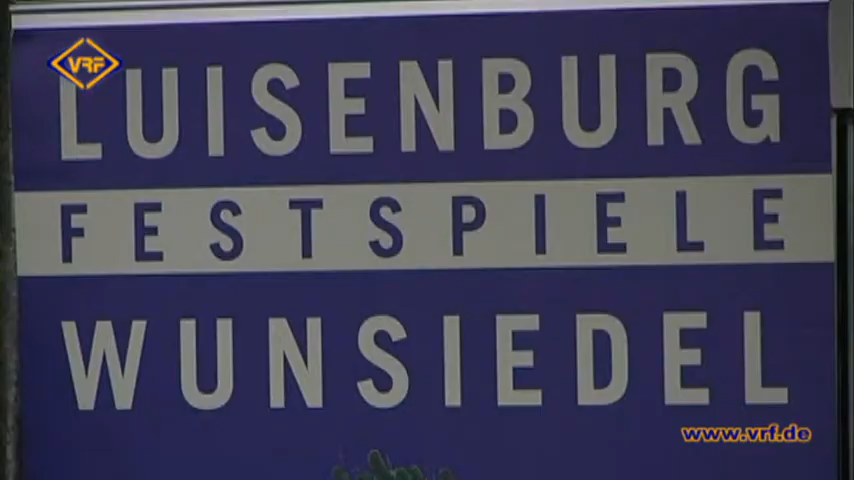 VRF
LUISENBURG
FESTSPIELE
WUNSIEDEL
www.vrf.de